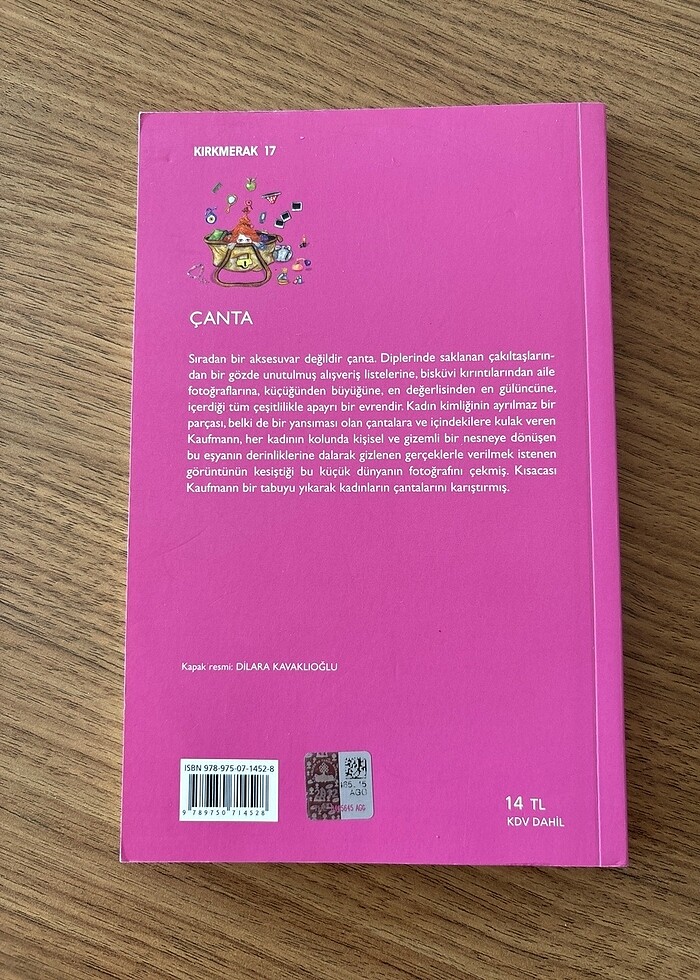 KIRKMERAK 17
ÇANTA
Sıradan bir aksesuvar değildir çanta. Diplerinde saklanan çakıltaşların-
dan bir gözde unutulmuş alışveriş listelerine, bisküvi kırıntılarından aile
fotoğraflarına, küçüğünden büyüğüne, en değerlisinden en gülüncüne,
içerdiği tüm çeşitlilikle apayrı bir evrendir. Kadın kimliğinin ayrılmaz bir
parçası, belki de bir yansıması olan çantalara ve içindekilere kulak veren
Kaufmann, her kadının kolunda kişisel ve gizemli bir nesneye dönüşen
bu eşyanın derinliklerine dalarak gizlenen gerçeklerle verilmek istenen
görüntünün kesiştiği bu küçük dünyanın fotoğrafını çekmiş. Kısacası
Kaufmann bir tabuyu yıkarak kadınların çantalarını karıştırmış.
Kapak resmi: DİLARA KAVAKLIOĞLU
ISBN 978-975-07-1452-8
9 789750 714528
14 TL
KDV DAHİL